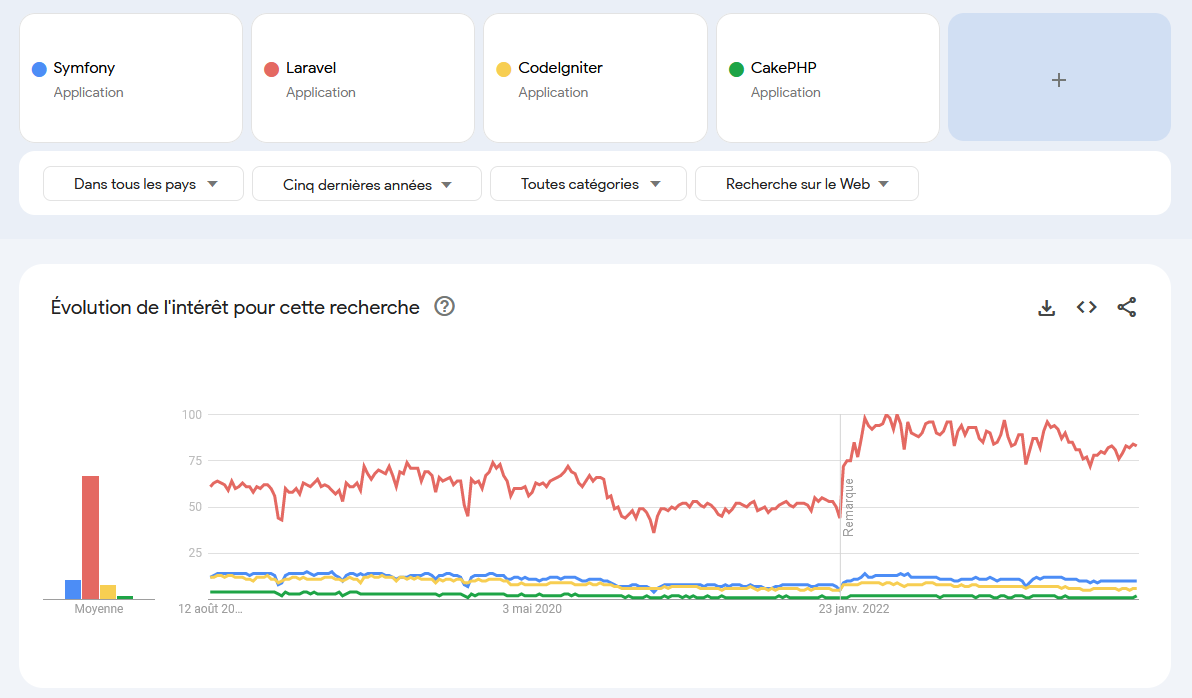 Symfony
Application
Laravel
Application
CodeIgniter
Application
CakePHP
Application
+
Dans tous les pays
Cinq dernières années
Toutes catégories
Recherche sur le Web
Évolution de l'intérêt pour cette recherche
?
100
75
50
25
Remarque
Moyenne
12 août 20…
3 mai 2020
23 janv. 2022